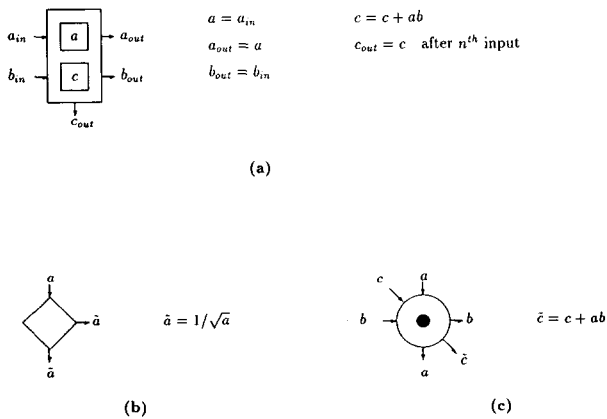 a = a_in c = c + ab
a_in a a_out a_out = a c_out = c after n^th input
b_in c b_out b_out = b_in
c_out
(a)
a c a
ã ã = 1/√a b b c̃ = c + ab
ã a c̃
(b) (c)